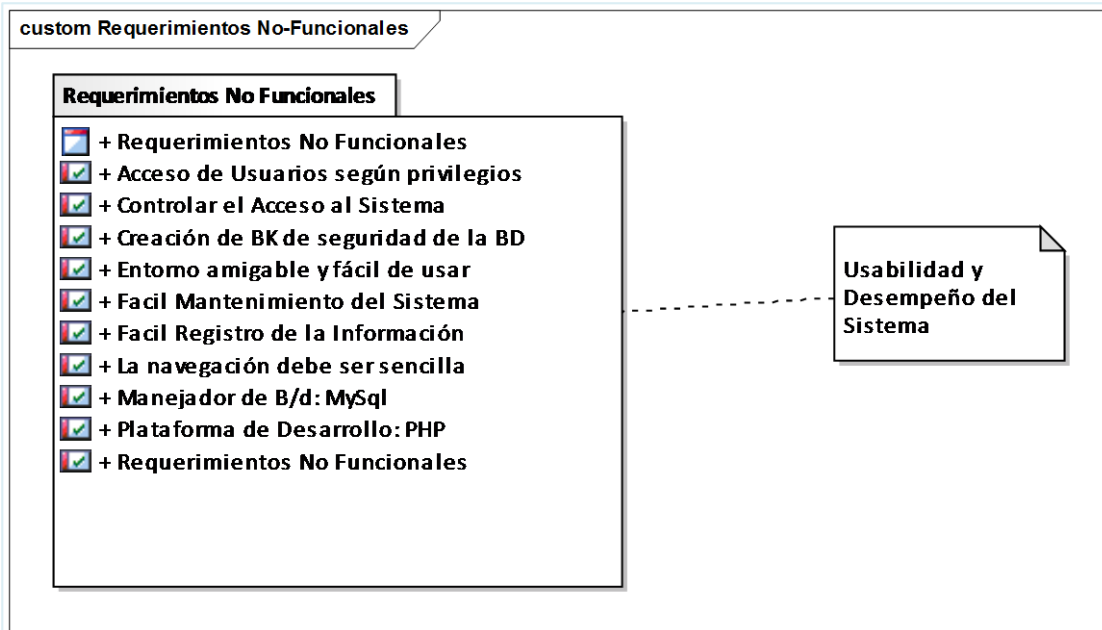 custom Requerimientos No-Funcionales
Requerimientos No Funcionales
+ Requerimientos No Funcionales
+ Acceso de Usuarios según privilegios
+ Controlar el Acceso al Sistema
+ Creación de BK de seguridad de la BD
+ Entorno amigable y fácil de usar
+ Facil Mantenimiento del Sistema
+ Facil Registro de la Información
+ La navegación debe ser sencilla
+ Manejador de B/d: MySql
+ Plataforma de Desarrollo: PHP
+ Requerimientos No Funcionales
Usabilidad y
Desempeño del
Sistema